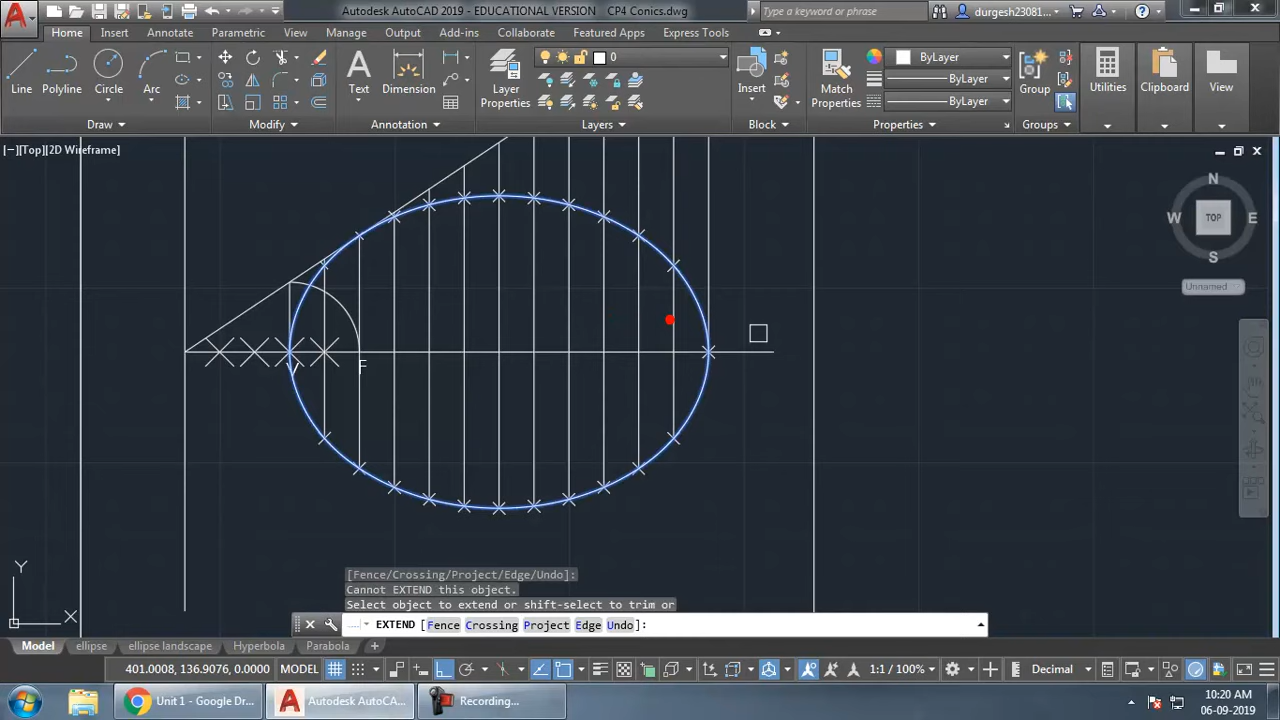 Autodesk AutoCAD 2019 - EDUCATIONAL VERSION CP4 Conics.dwg
Type a keyword or phrase
durgesh23081...
Home Insert Annotate Parametric View Manage Output Add-ins Collaborate Featured Apps Express Tools
Line Polyline Circle Arc
Text Dimension
Layer Properties
0
Insert
Match Properties
ByLayer
ByLayer
ByLayer
Group
Utilities
Clipboard
View
Draw Modify Annotation Layers Block Properties Groups
[−][Top][2D Wireframe]
N
W TOP E
S
Unnamed
V F
Y
X
[Fence/Crossing/Project/Edge/Undo]:
Cannot EXTEND this object.
Select object to extend or shift-select to trim or
EXTEND [Fence Crossing Project Edge Undo]:
Model ellipse ellipse landscape Hyperbola Parabola +
401.0008, 136.9076, 0.0000 MODEL 1:1 / 100% Decimal
Unit 1 - Google Dr... Autodesk AutoCA... Recording...
10:20 AM
06-09-2019